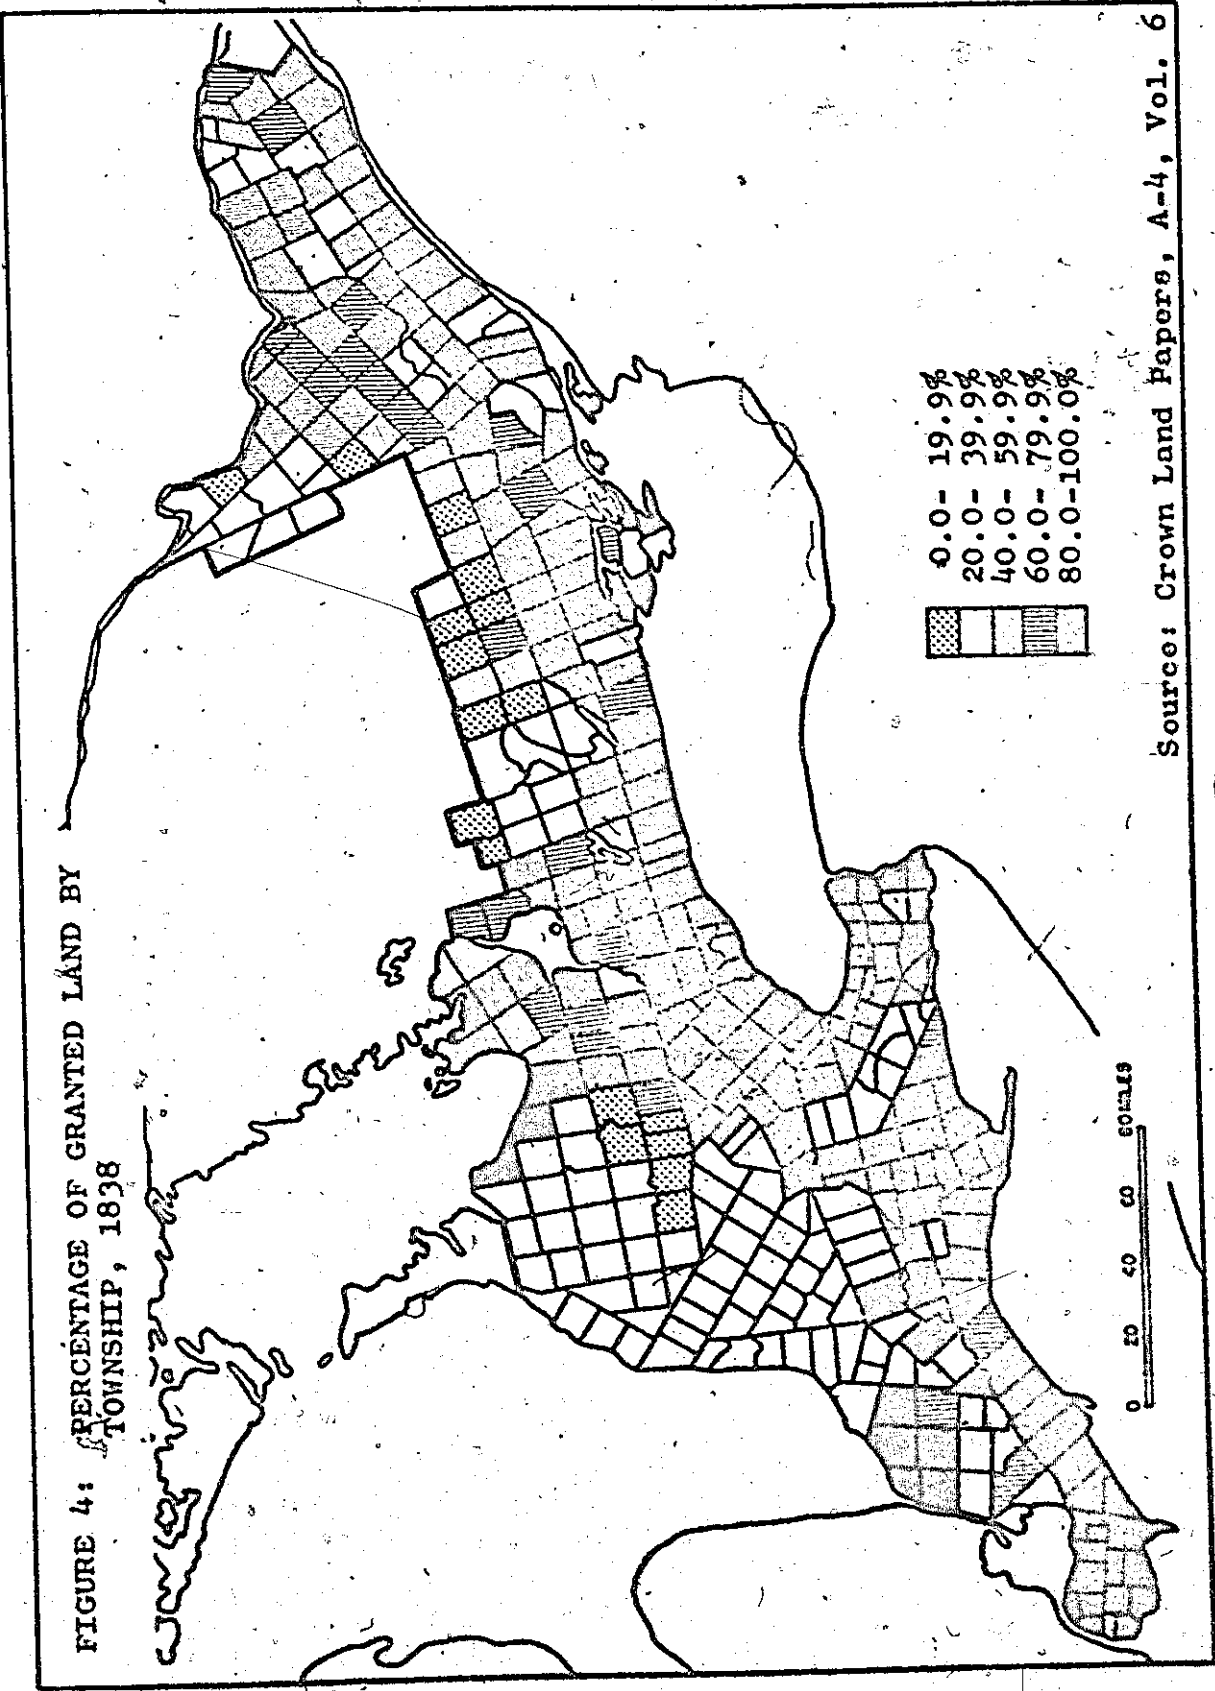 FIGURE 4: PERCENTAGE OF GRANTED LAND BY
TOWNSHIP, 1838
0.0- 19.9%
20.0- 39.9%
40.0- 59.9%
60.0- 79.9%
80.0-100.0%
0 20 40 60 80MILES
Source: Crown Land Papers, A-4, Vol. 6